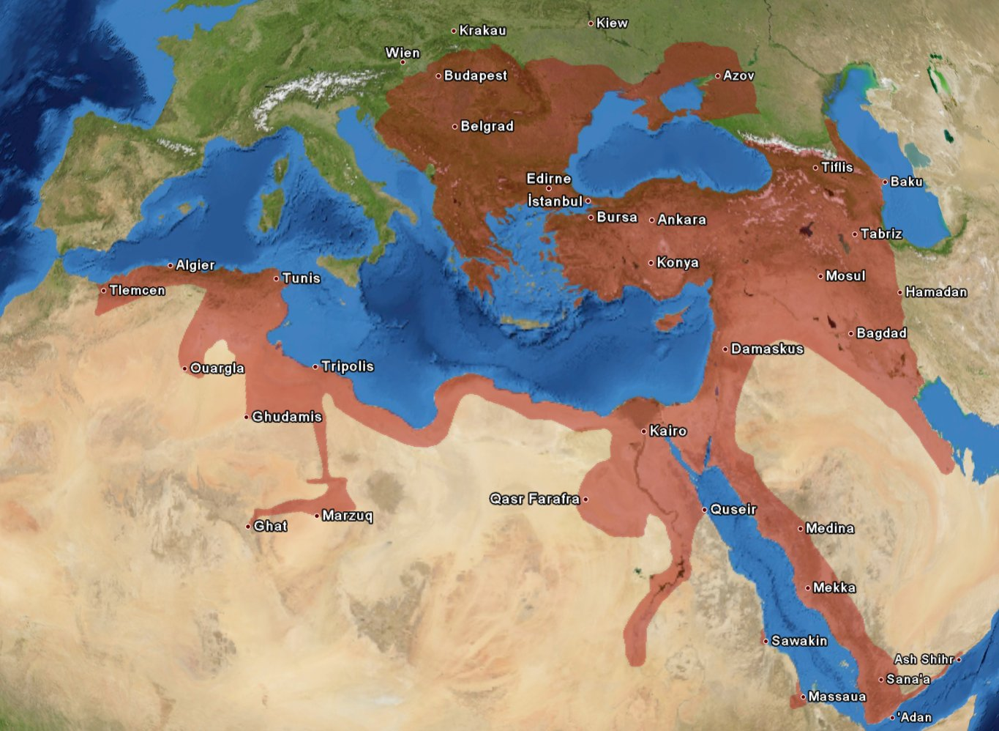 Kiew
Krakau
Wien
Budapest
Azov
Belgrad
Tiflis
Edirne
Baku
İstanbul
Bursa
Ankara
Tabriz
Konya
Algier
Tunis
Mosul
Tlemcen
Hamadan
Bagdad
Damaskus
Ouargla
Tripolis
Ghudamis
Kairo
Qasr Farafra
Quseir
Marzuq
Ghat
Medina
Mekka
Sawakin
Ash Shihr
Sana'a
Massaua
'Adan